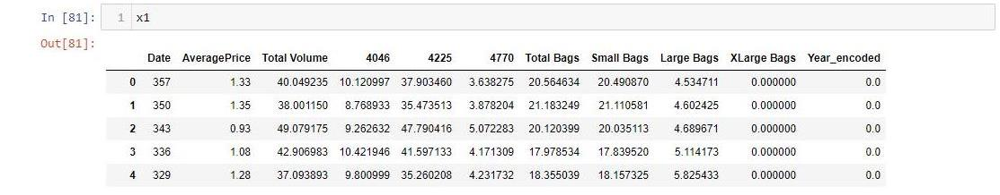 In [81]: 1 x1
Out[81]:
Date AveragePrice Total Volume 4046 4225 4770 Total Bags Small Bags Large Bags XLarge Bags Year_encoded
0 357 1.33 40.049235 10.120997 37.903460 3.638275 20.564634 20.490870 4.534711 0.000000 0.0
1 350 1.35 38.001150 8.768933 35.473513 3.878204 21.183249 21.110581 4.602425 0.000000 0.0
2 343 0.93 49.079175 9.262632 47.790416 5.072283 20.120399 20.035113 4.689671 0.000000 0.0
3 336 1.08 42.906983 10.421946 41.597133 4.171309 17.978534 17.839520 5.114173 0.000000 0.0
4 329 1.28 37.093893 9.800999 35.260208 4.231732 18.355039 18.157325 5.825433 0.000000 0.0